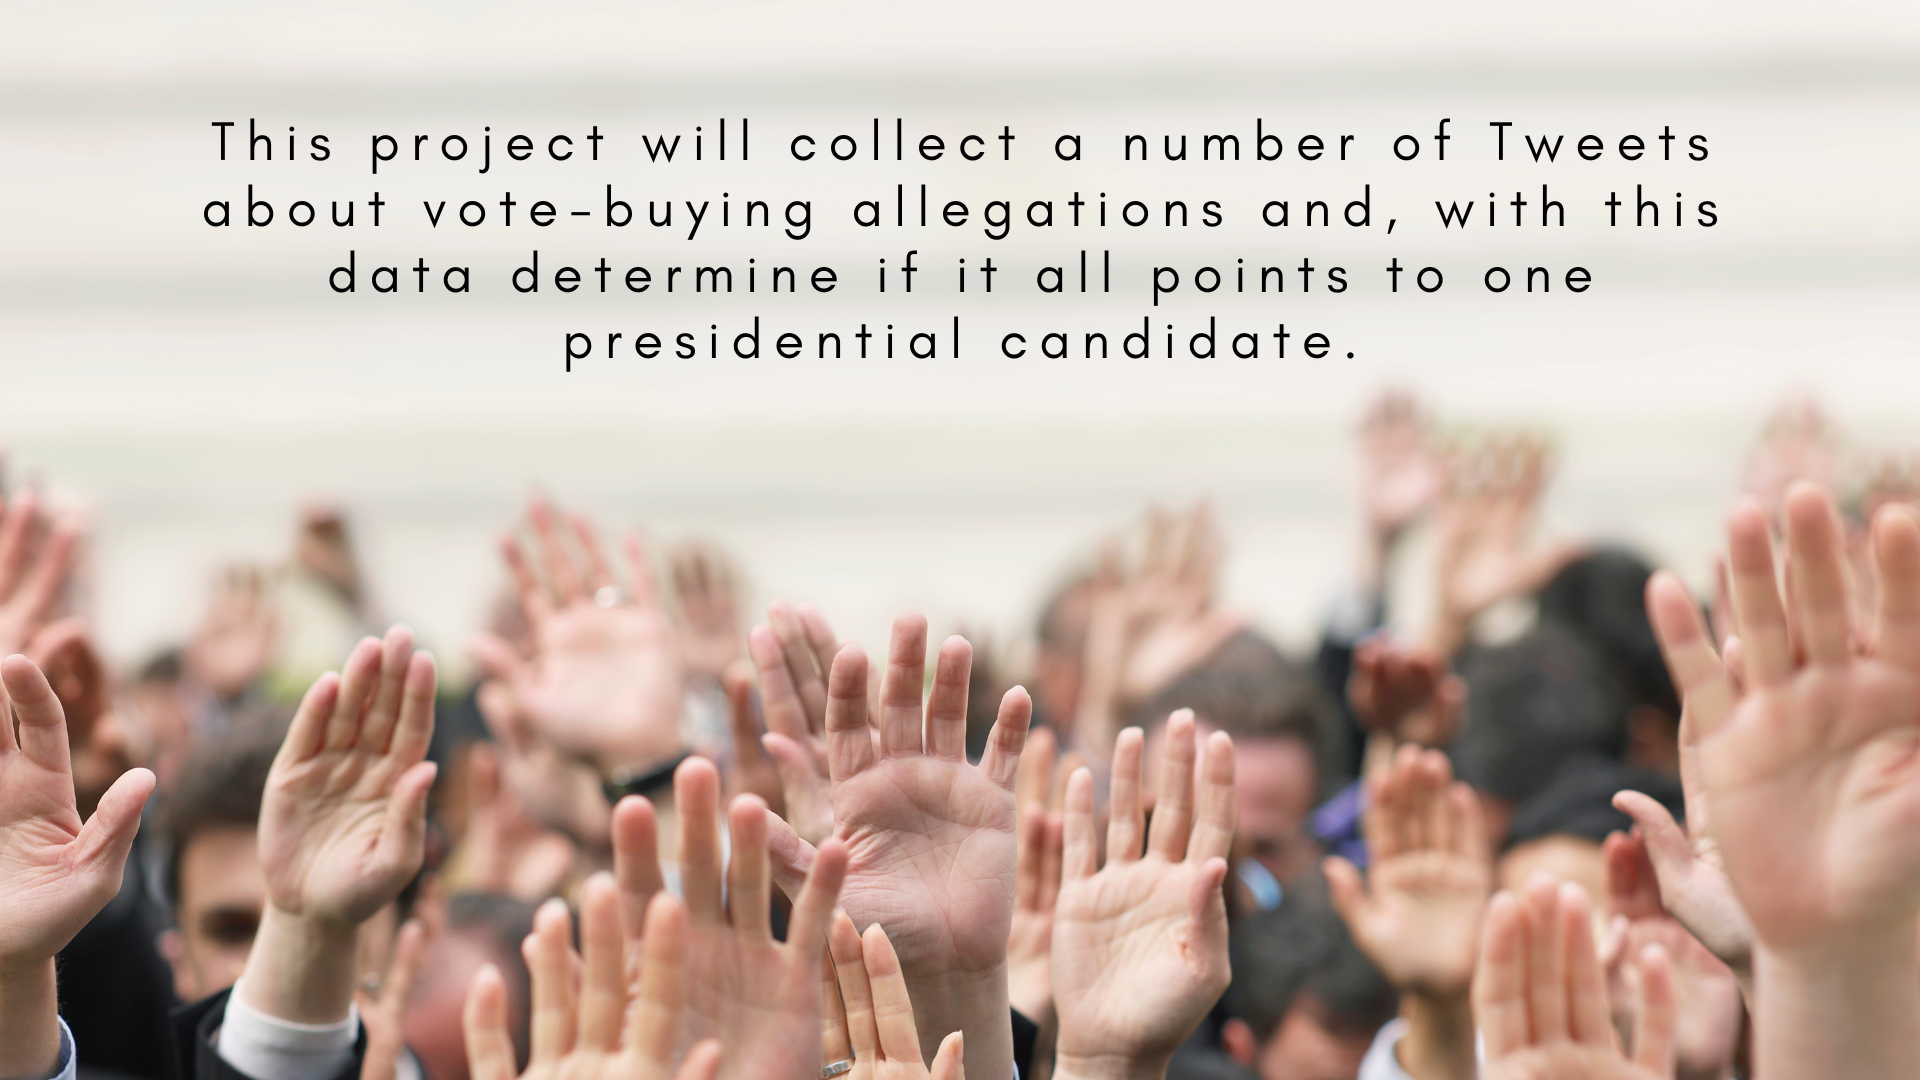 This project will collect a number of Tweets
about vote-buying allegations and, with this
data determine if it all points to one
presidential candidate.